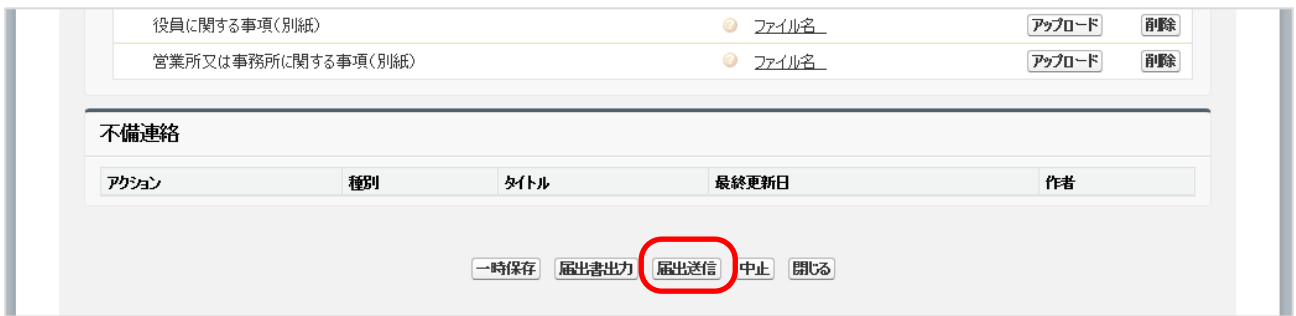 役員に関する事項(別紙) ? ファイル名 アップロード 削除
営業所又は事務所に関する事項(別紙) ? ファイル名 アップロード 削除
不備連絡
アクション 種別 タイトル 最終更新日 作者
一時保存 届出書出力 届出送信 中止 閉じる